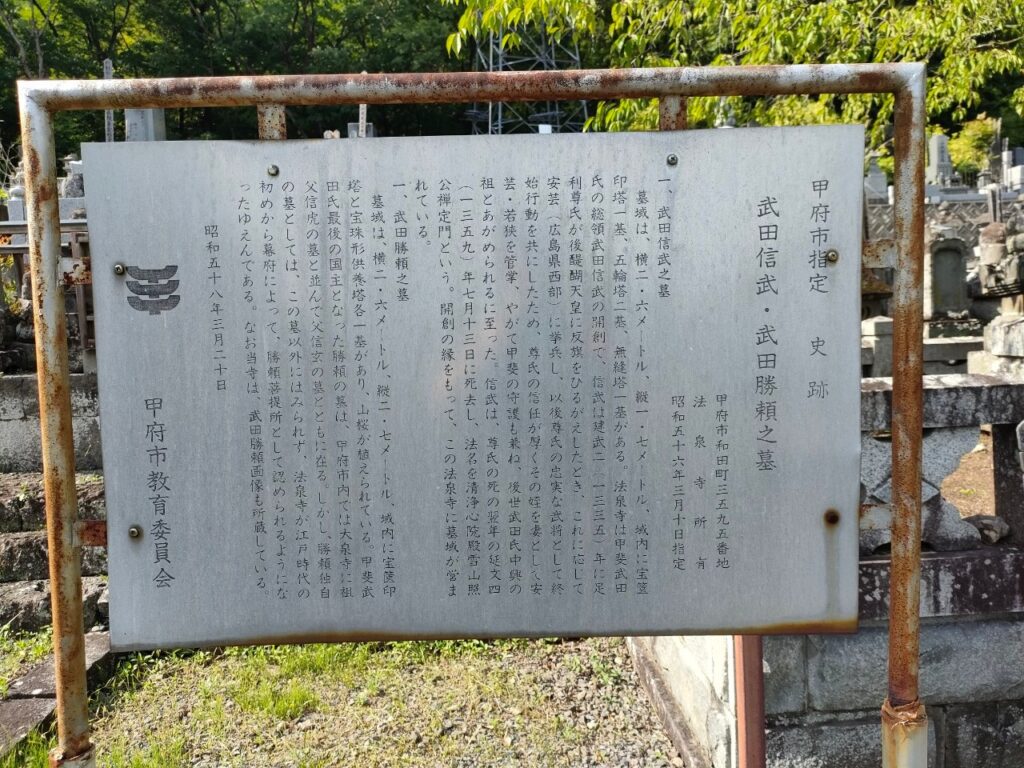 甲府市指定　史跡
武田信武・武田勝頼之墓
甲府市和田町三五九五番地
法泉寺所有
昭和五十六年三月十日指定
一、武田信武之墓
墓域は、横二・六メートル、縦一・七メートル、域内に宝篋
印塔一基、五輪塔二基、無縫塔一基がある。法泉寺は甲斐武田
氏の総領武田信武の開創で、信武は建武二（一三三五）年に足
利尊氏が後醍醐天皇に反旗をひるがえしたとき、これに応じて
安芸（広島県西部）に挙兵し、以後尊氏の忠実な武将として終
始行動を共にしたため、尊氏の信任が厚くその姪を妻として安
芸・若狭を管掌、やがて甲斐の守護も兼ね、後世武田氏中興の
祖とあがめられるに至った。信武は、尊氏の死の翌年の延文四
（一三五九）年七月十三日に死去し、法名を清浄心院殿雪山照
公禅定門という。開創の縁をもって、この法泉寺に墓域が営ま
れている。
一、武田勝頼之墓
墓域は、横二・六メートル、縦二・七メートル、域内に宝篋印
塔と宝珠形供養塔各一基があり、山桜が植えられている。甲斐武
田氏最後の国主となった勝頼の墓は、甲府市内では大泉寺に祖
父信虎の墓と並んで父信玄の墓とともに在る。しかし、勝頼独自
の墓としては、この墓以外にはみられず、法泉寺が江戸時代の
初めから幕府によって、勝頼菩提所として認められるようにな
ったゆえんである。なお当寺は、武田勝頼画像も所蔵している。
昭和五十八年三月二十日
甲府市教育委員会